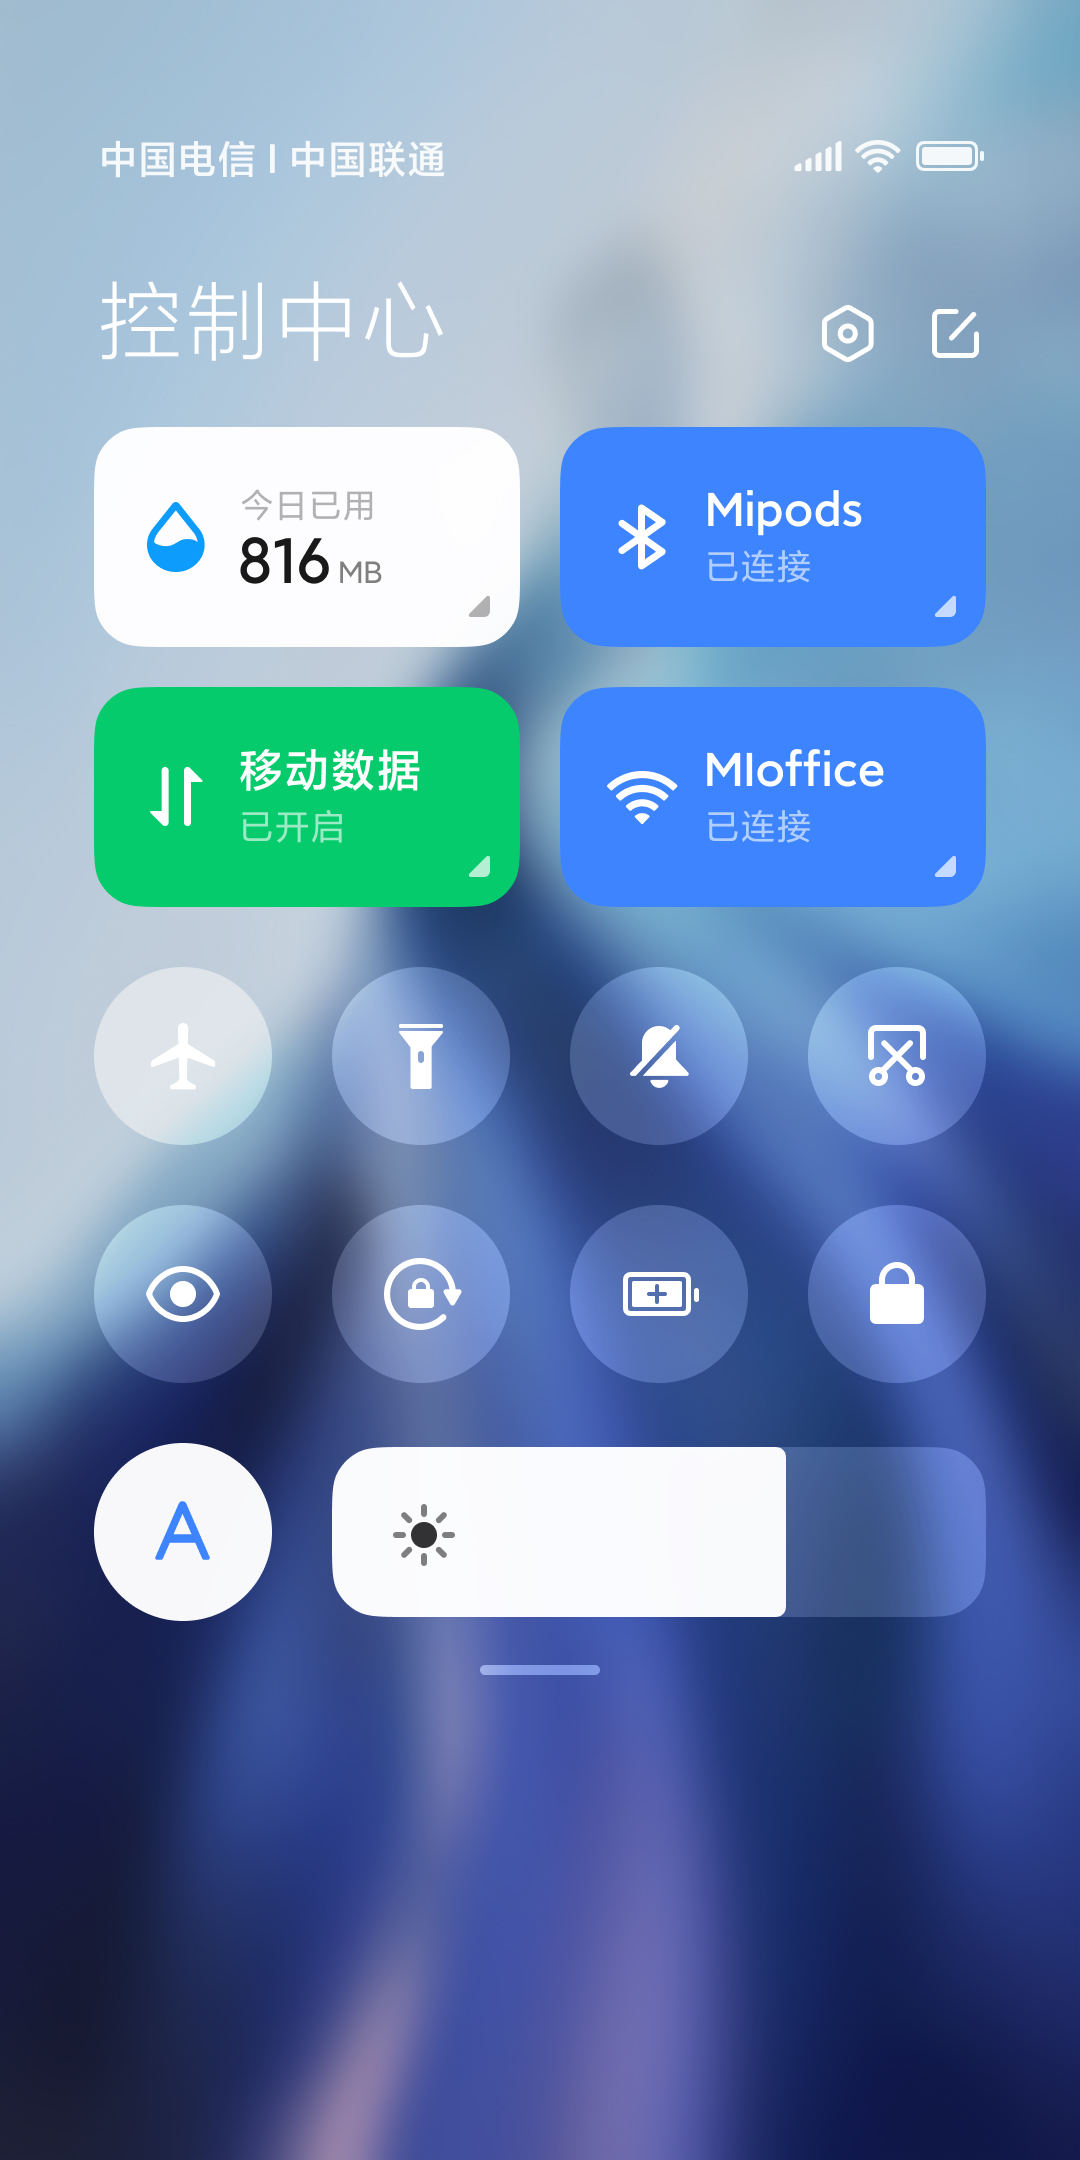 中国电信 | 中国联通
控制中心
今日已用
816 MB
Mipods
已连接
移动数据
已开启
MIoffice
已连接
A